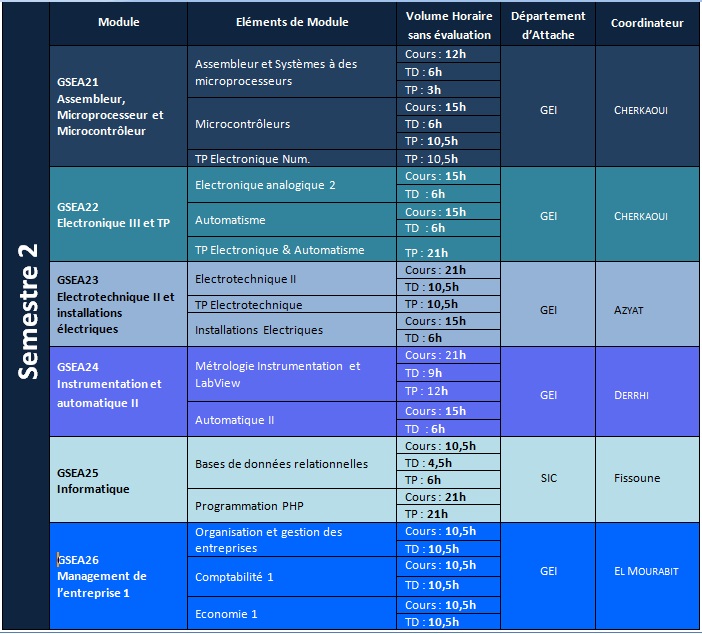 Module
Eléments de Module
Volume Horaire
sans évaluation
Département
d'Attache
Coordinateur
Semestre 2
GSEA21
Assembleur,
Microprocesseur et
Microcontrôleur
Assembleur et Systèmes à des
microprocesseurs
Cours : 12h
TD : 6h
TP : 3h
Microcontrôleurs
Cours : 15h
TD : 6h
TP : 10,5h
TP Electronique Num.
TP : 10,5h
GEI
CHERKAOUI
GSEA22
Electronique III et TP
Electronique analogique 2
Cours : 15h
TD : 6h
Automatisme
Cours : 15h
TD : 6h
TP Electronique & Automatisme
TP : 21h
GEI
CHERKAOUI
GSEA23
Electrotechnique II et
installations
électriques
Electrotechnique II
Cours : 21h
TD : 10,5h
TP Electrotechnique
TP : 10,5h
Installations Electriques
Cours : 15h
TD : 6h
GEI
AZYAT
GSEA24
Instrumentation et
automatique II
Métrologie Instrumentation et
LabView
Cours : 21h
TD : 9h
TP : 12h
Automatique II
Cours : 15h
TD : 6h
GEI
DERRHI
GSEA25
Informatique
Bases de données relationnelles
Cours : 10,5h
TD : 4,5h
TP : 6h
Programmation PHP
Cours : 21h
TP : 21h
SIC
Fissoune
GSEA26
Management de
l'entreprise 1
Organisation et gestion des
entreprises
Cours : 10,5h
TD : 10,5h
Comptabilité 1
Cours : 10,5h
TD : 10,5h
Economie 1
Cours : 10,5h
TD : 10,5h
GEI
EL MOURABIT